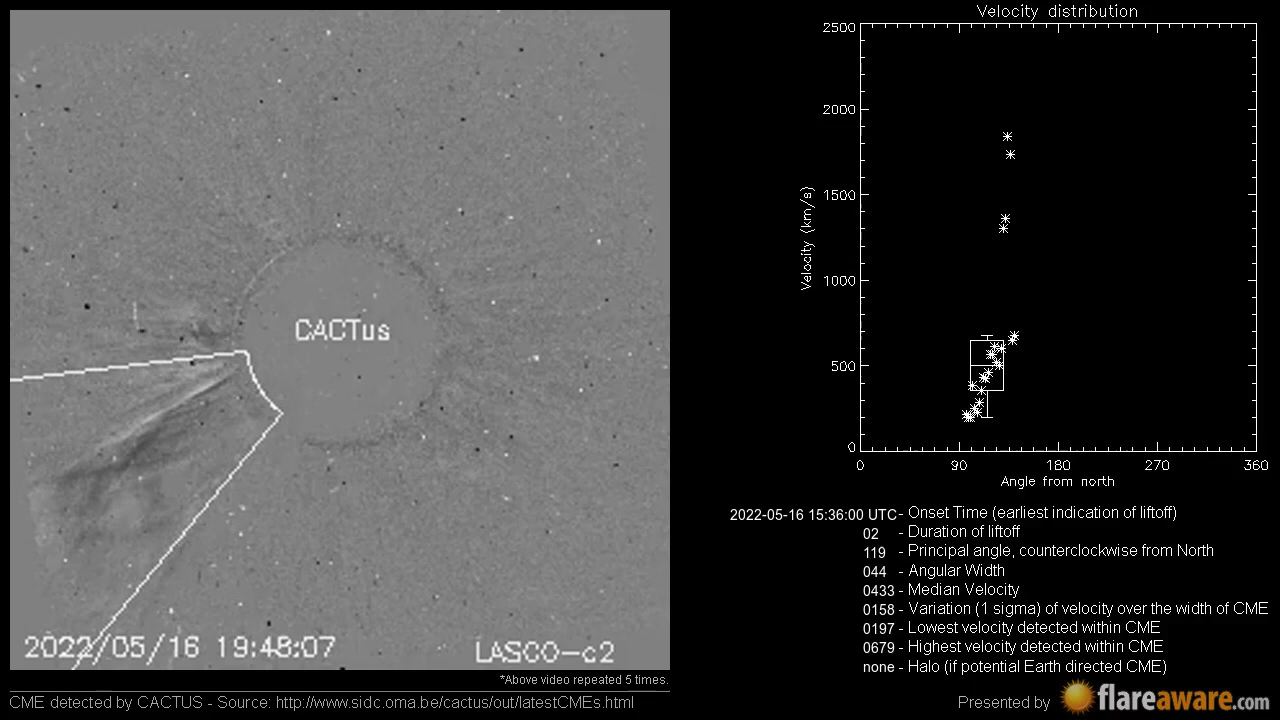 CACTus
2022/05/16 19:48:07
LASCO-c2
*Above video repeated 5 times.
CME detected by CACTUS - Source: http://www.sidc.oma.be/cactus/out/latestCMEs.html
Velocity distribution
2500
2000
1500
1000
500
0
Velocity (km/s)
0 90 180 270 360
Angle from north
2022-05-16 15:36:00 UTC - Onset Time (earliest indication of liftoff)
02 - Duration of liftoff
119 - Principal angle, counterclockwise from North
044 - Angular Width
0433 - Median Velocity
0158 - Variation (1 sigma) of velocity over the width of CME
0197 - Lowest velocity detected within CME
0679 - Highest velocity detected within CME
none - Halo (if potential Earth directed CME)
Presented by flareaware.com